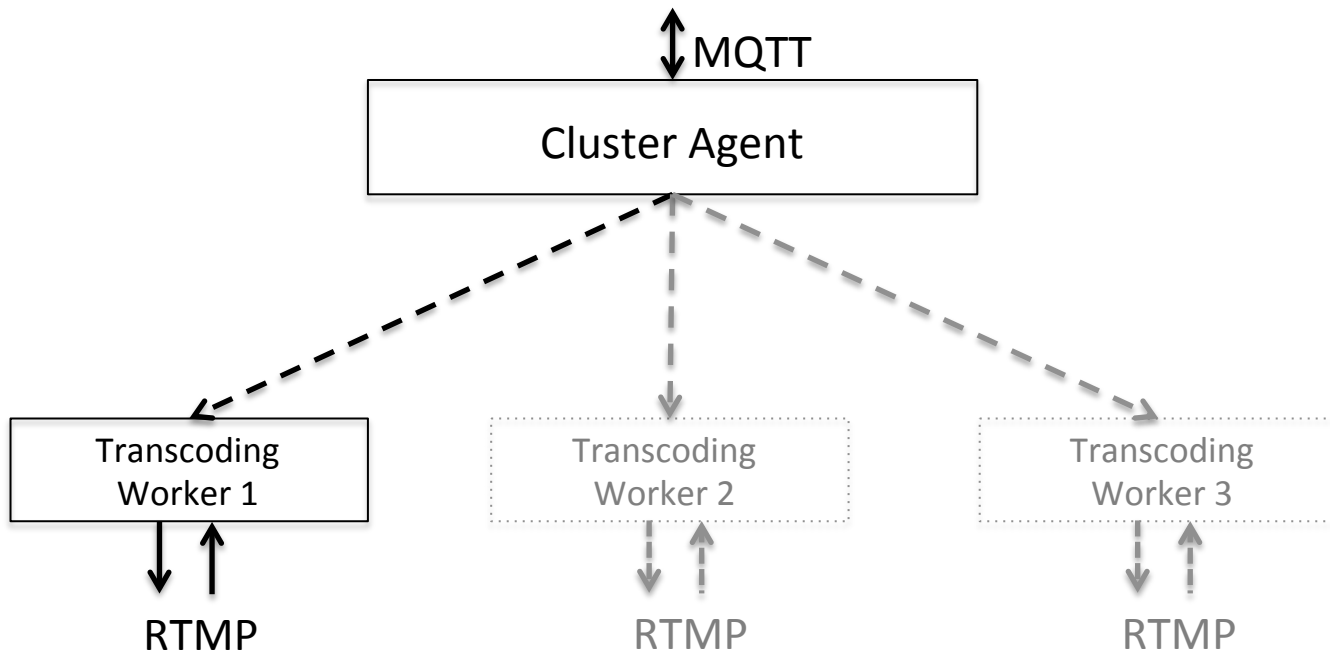 MQTT
Cluster Agent
Transcoding
Worker 1
Transcoding
Worker 2
Transcoding
Worker 3
RTMP
RTMP
RTMP